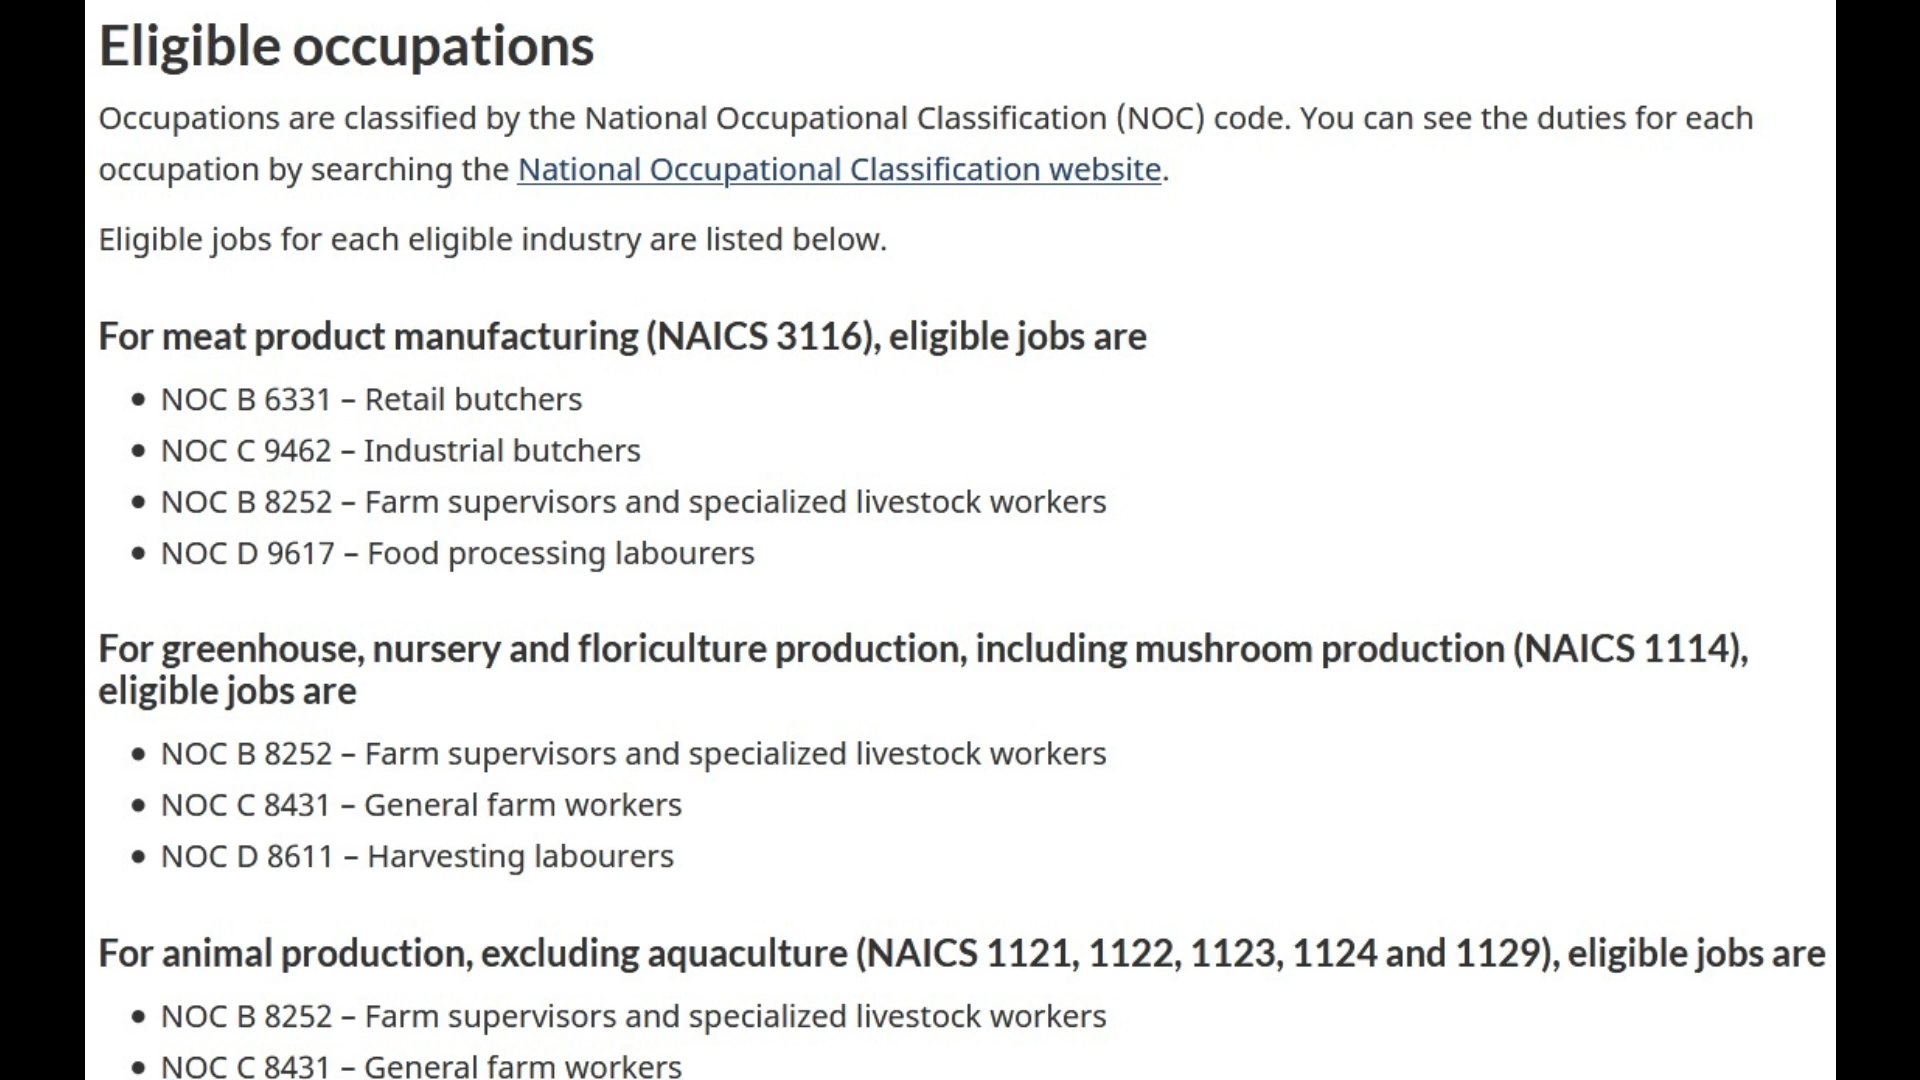 Eligible occupations
Occupations are classified by the National Occupational Classification (NOC) code. You can see the duties for each
occupation by searching the National Occupational Classification website.
Eligible jobs for each eligible industry are listed below.
For meat product manufacturing (NAICS 3116), eligible jobs are
• NOC B 6331 – Retail butchers
• NOC C 9462 – Industrial butchers
• NOC B 8252 – Farm supervisors and specialized livestock workers
• NOC D 9617 – Food processing labourers
For greenhouse, nursery and floriculture production, including mushroom production (NAICS 1114),
eligible jobs are
• NOC B 8252 – Farm supervisors and specialized livestock workers
• NOC C 8431 – General farm workers
• NOC D 8611 – Harvesting labourers
For animal production, excluding aquaculture (NAICS 1121, 1122, 1123, 1124 and 1129), eligible jobs are
• NOC B 8252 – Farm supervisors and specialized livestock workers
• NOC C 8431 – General farm workers